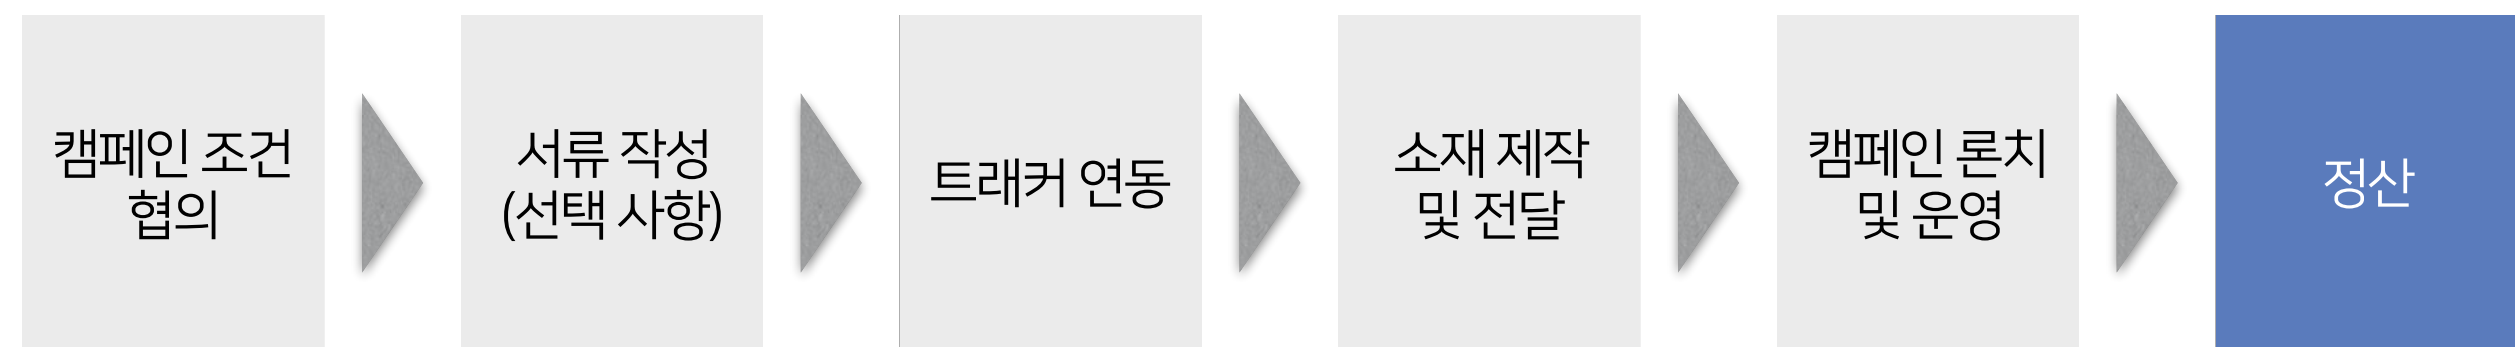 캠페인 조건
협의
서류 작성
(선택 사항)
트래커 연동
소재 제작
및 전달
캠페인 론치
및 운영
정산